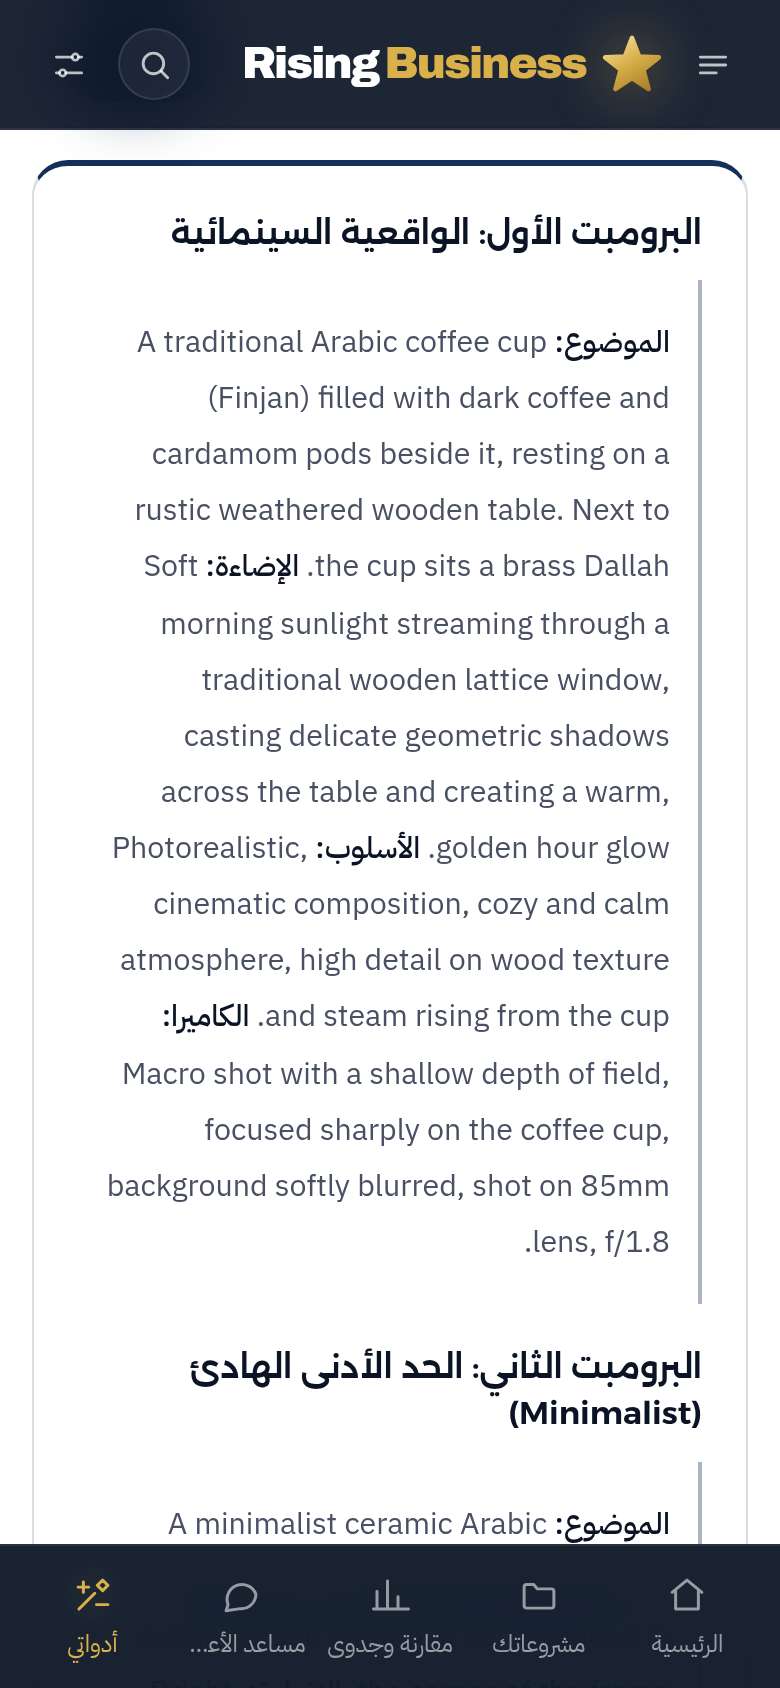 Rising Business
البرومبت الأول: الواقعية السينمائية
الموضوع: A traditional Arabic coffee cup
(Finjan) filled with dark coffee and
cardamom pods beside it, resting on a
rustic weathered wooden table. Next to
the cup sits a brass Dallah. الإضاءة: Soft
morning sunlight streaming through a
traditional wooden lattice window,
casting delicate geometric shadows
across the table and creating a warm,
golden hour glow. الأسلوب: Photorealistic,
cinematic composition, cozy and calm
atmosphere, high detail on wood texture
and steam rising from the cup. الكاميرا:
Macro shot with a shallow depth of field,
focused sharply on the coffee cup,
background softly blurred, shot on 85mm
lens, f/1.8.
البرومبت الثاني: الحد الأدنى الهادئ
(Minimalist)
الموضوع: A minimalist ceramic Arabic
الرئيسية
مشروعاتك
مقارنة وجدوى
مساعد الأعـ...
أدواتي